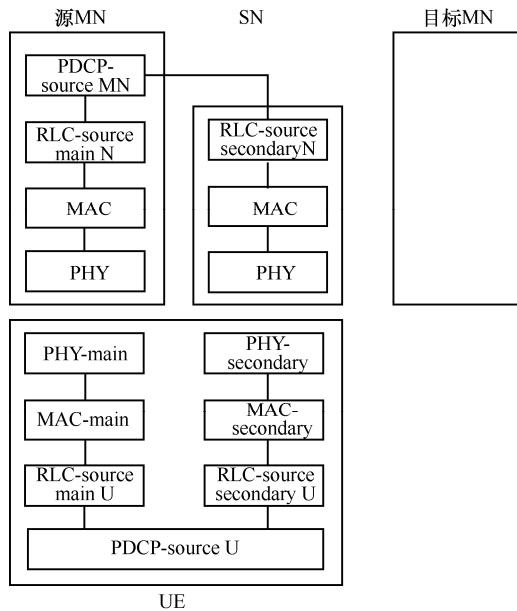 源MN
SN
目标MN
PDCP-
source MN
RLC-source
main N
MAC
PHY
RLC-source
secondaryN
MAC
PHY
PHY-main
MAC-main
RLC-source
main U
PHY-
secondary
MAC-
secondary
RLC-source
secondary U
PDCP-source U
UE